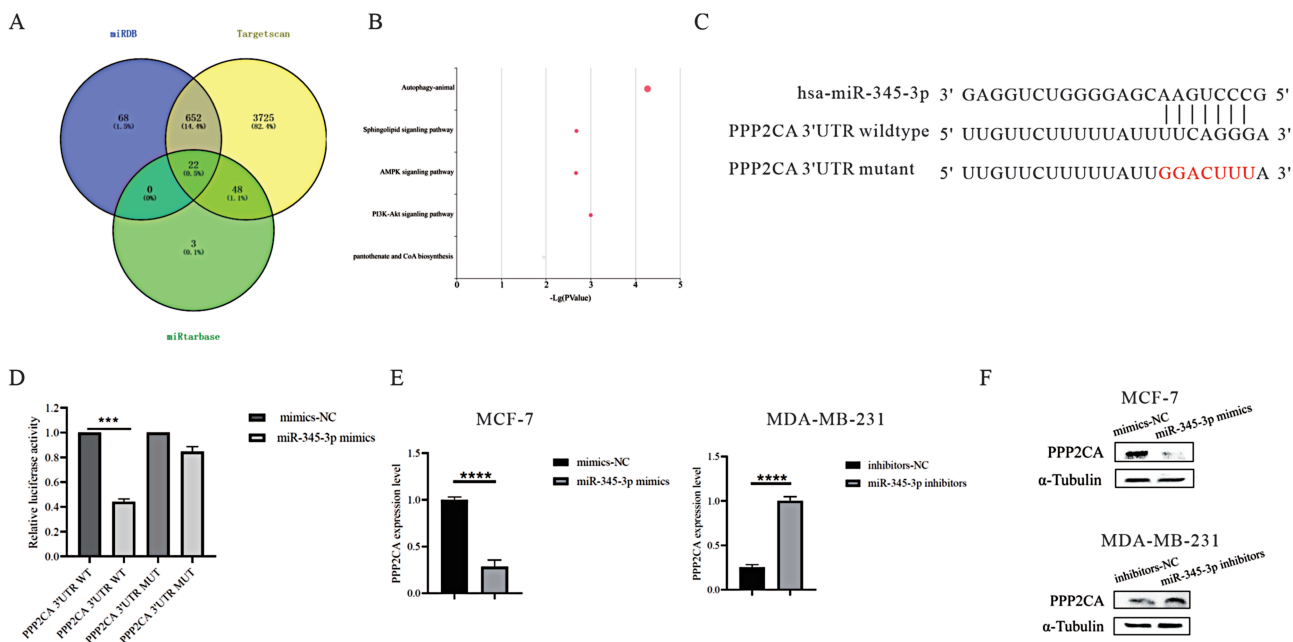 A
miRDB
Targetscan
68
(1.5%)
652
(14.4%)
3725
(82.4%)
22
(0.5%)
0
(0%)
48
(1.1%)
3
(0.1%)
miRtarbase
B
Autophagy-animal
Sphingolipid siganling pathway
AMPK siganling pathway
PI3K-Akt siganling pathway
pantothenate and CoA biosynthesis
0 1 2 3 4 5
-Lg(PValue)
C
hsa-miR-345-3p 3' GAGGUCUGGGGAGCAAGUCCCG 5'
PPP2CA 3'UTR wildtype 5' UUGUUCUUUUUAUUUUCAGGGA 3'
PPP2CA 3'UTR mutant 5' UUGUUCUUUUUAUUGGACUUUA 3'
D
Relative luciferase activity
1.2
1.0
0.8
0.6
0.4
0.2
0.0
***
PPP2CA 3'UTR WT
PPP2CA 3'UTR WT
PPP2CA 3'UTR MUT
PPP2CA 3'UTR MUT
mimics-NC
miR-345-3p mimics
E
MCF-7
PPP2CA expression level
1.5
1.0
0.5
0.0
****
mimics-NC
miR-345-3p mimics
MDA-MB-231
PPP2CA expression level
1.5
1.0
0.5
0.0
****
inhibitors-NC
miR-345-3p inhibitors
F
MCF-7
mimics-NC
miR-345-3p mimics
PPP2CA
α-Tubulin
MDA-MB-231
inhibitors-NC
miR-345-3p inhibitors
PPP2CA
α-Tubulin